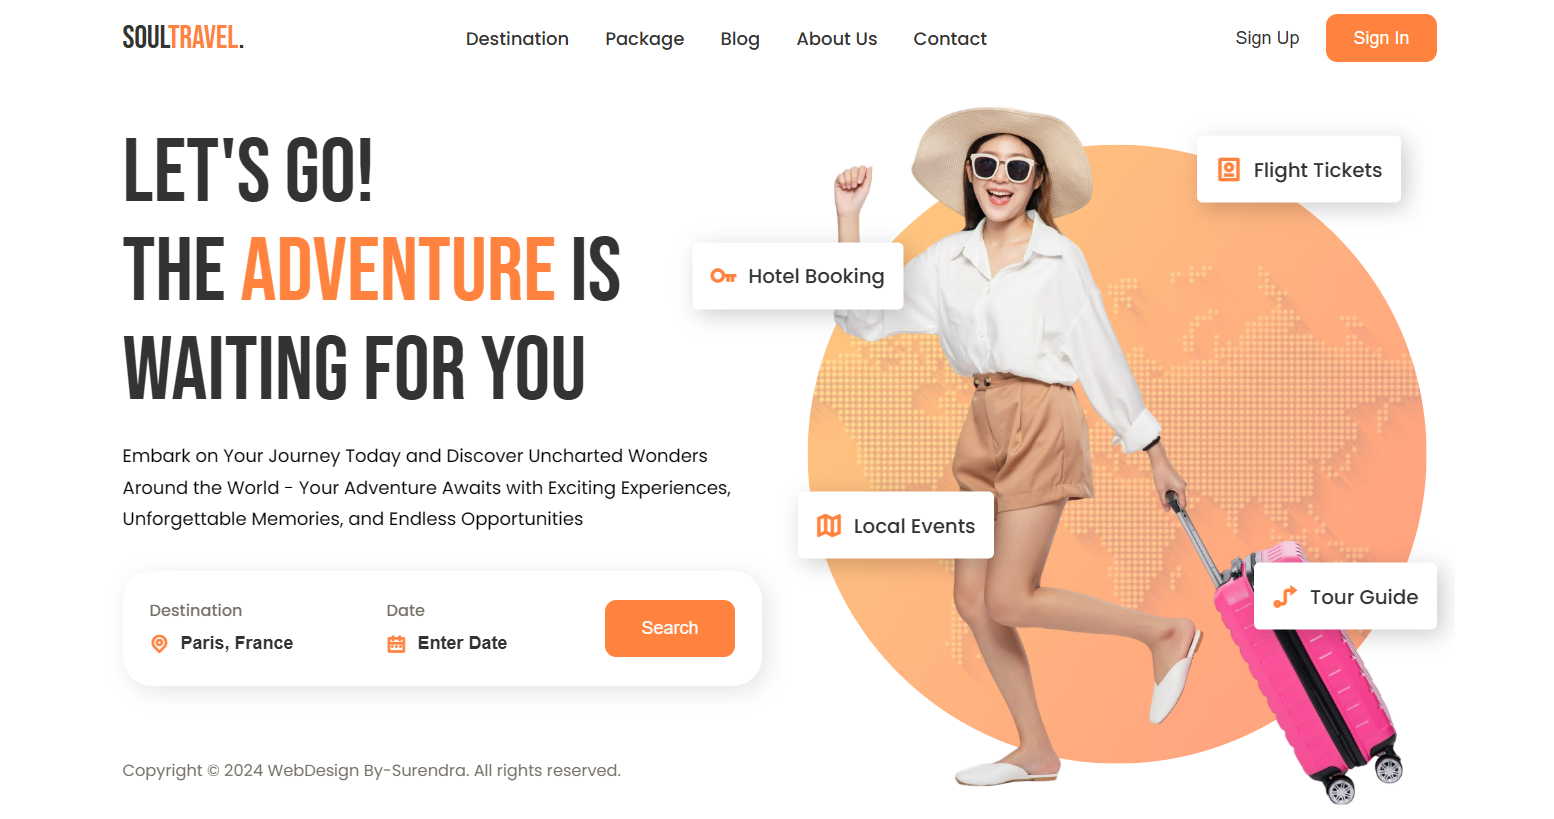 SOULTRAVEL.
Destination Package Blog About Us Contact
Sign Up
Sign In
LET'S GO!
THE ADVENTURE IS
WAITING FOR YOU
Embark on Your Journey Today and Discover Uncharted Wonders
Around the World - Your Adventure Awaits with Exciting Experiences,
Unforgettable Memories, and Endless Opportunities
Destination
Paris, France
Date
Enter Date
Search
Flight Tickets
Hotel Booking
Local Events
Tour Guide
Copyright © 2024 WebDesign By-Surendra. All rights reserved.